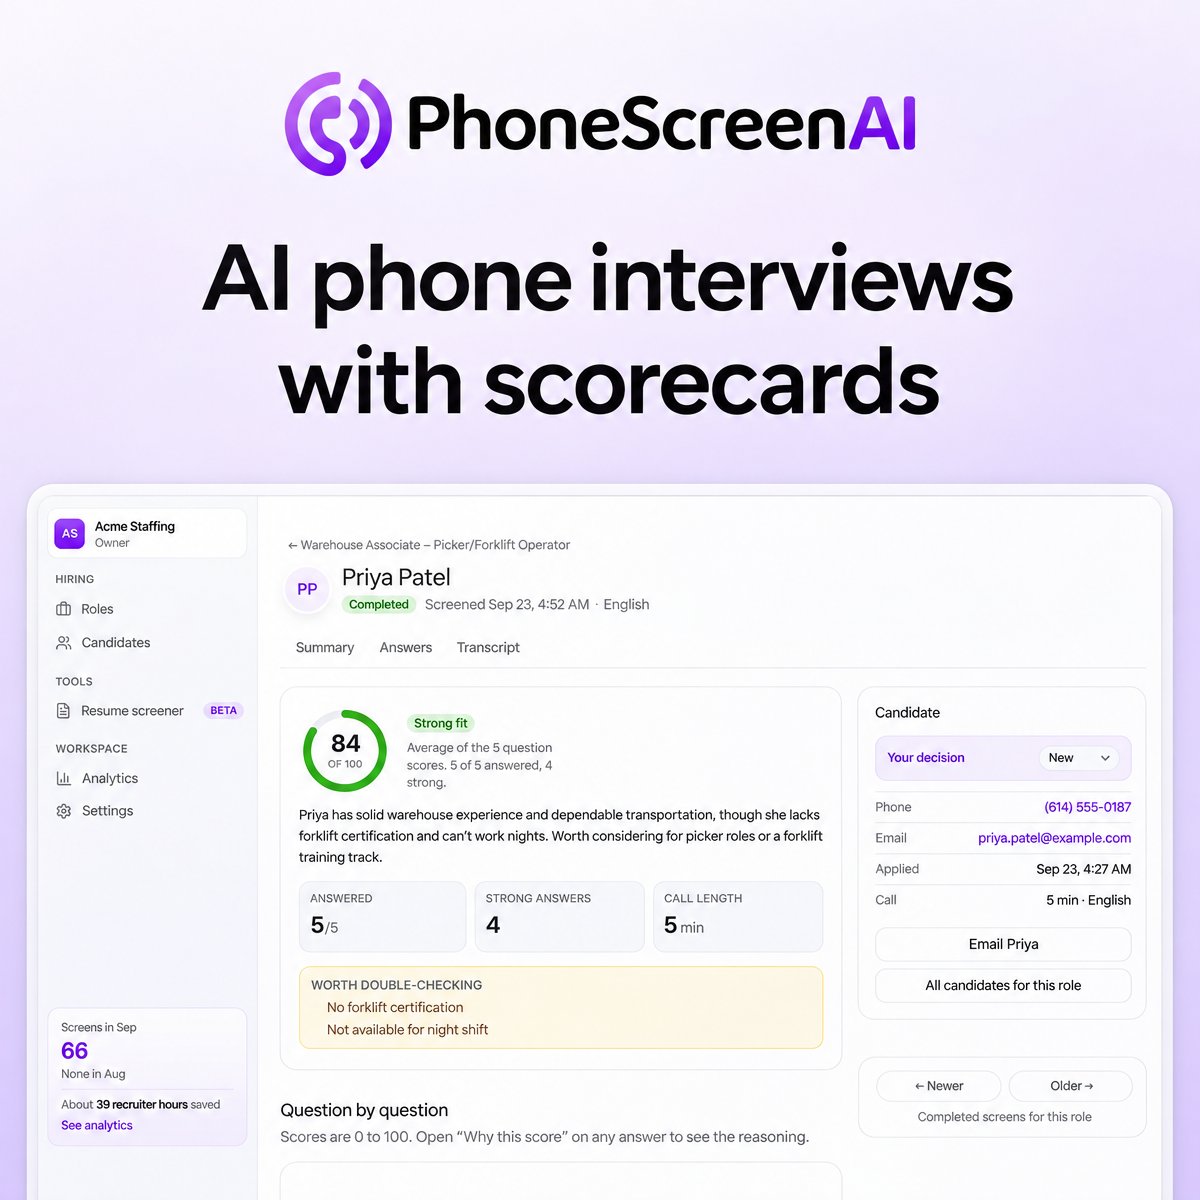 PhoneScreenAI
AI phone interviews
with scorecards
AS
Acme Staffing
Owner
HIRING
Roles
Candidates
TOOLS
Resume screener BETA
WORKSPACE
Analytics
Settings
Screens in Sep
66
None in Aug
About 39 recruiter hours saved
See analytics
← Warehouse Associate – Picker/Forklift Operator
PP
Priya Patel
Completed Screened Sep 23, 4:52 AM · English
Summary Answers Transcript
84
OF 100
Strong fit
Average of the 5 question
scores. 5 of 5 answered, 4
strong.
Priya has solid warehouse experience and dependable transportation, though she lacks
forklift certification and can’t work nights. Worth considering for picker roles or a forklift
training track.
ANSWERED
5/5
STRONG ANSWERS
4
CALL LENGTH
5 min
WORTH DOUBLE-CHECKING
No forklift certification
Not available for night shift
Question by question
Scores are 0 to 100. Open “Why this score” on any answer to see the reasoning.
Candidate
Your decision New
Phone (614) 555-0187
Email priya.patel@example.com
Applied Sep 23, 4:27 AM
Call 5 min · English
Email Priya
All candidates for this role
← Newer Older →
Completed screens for this role